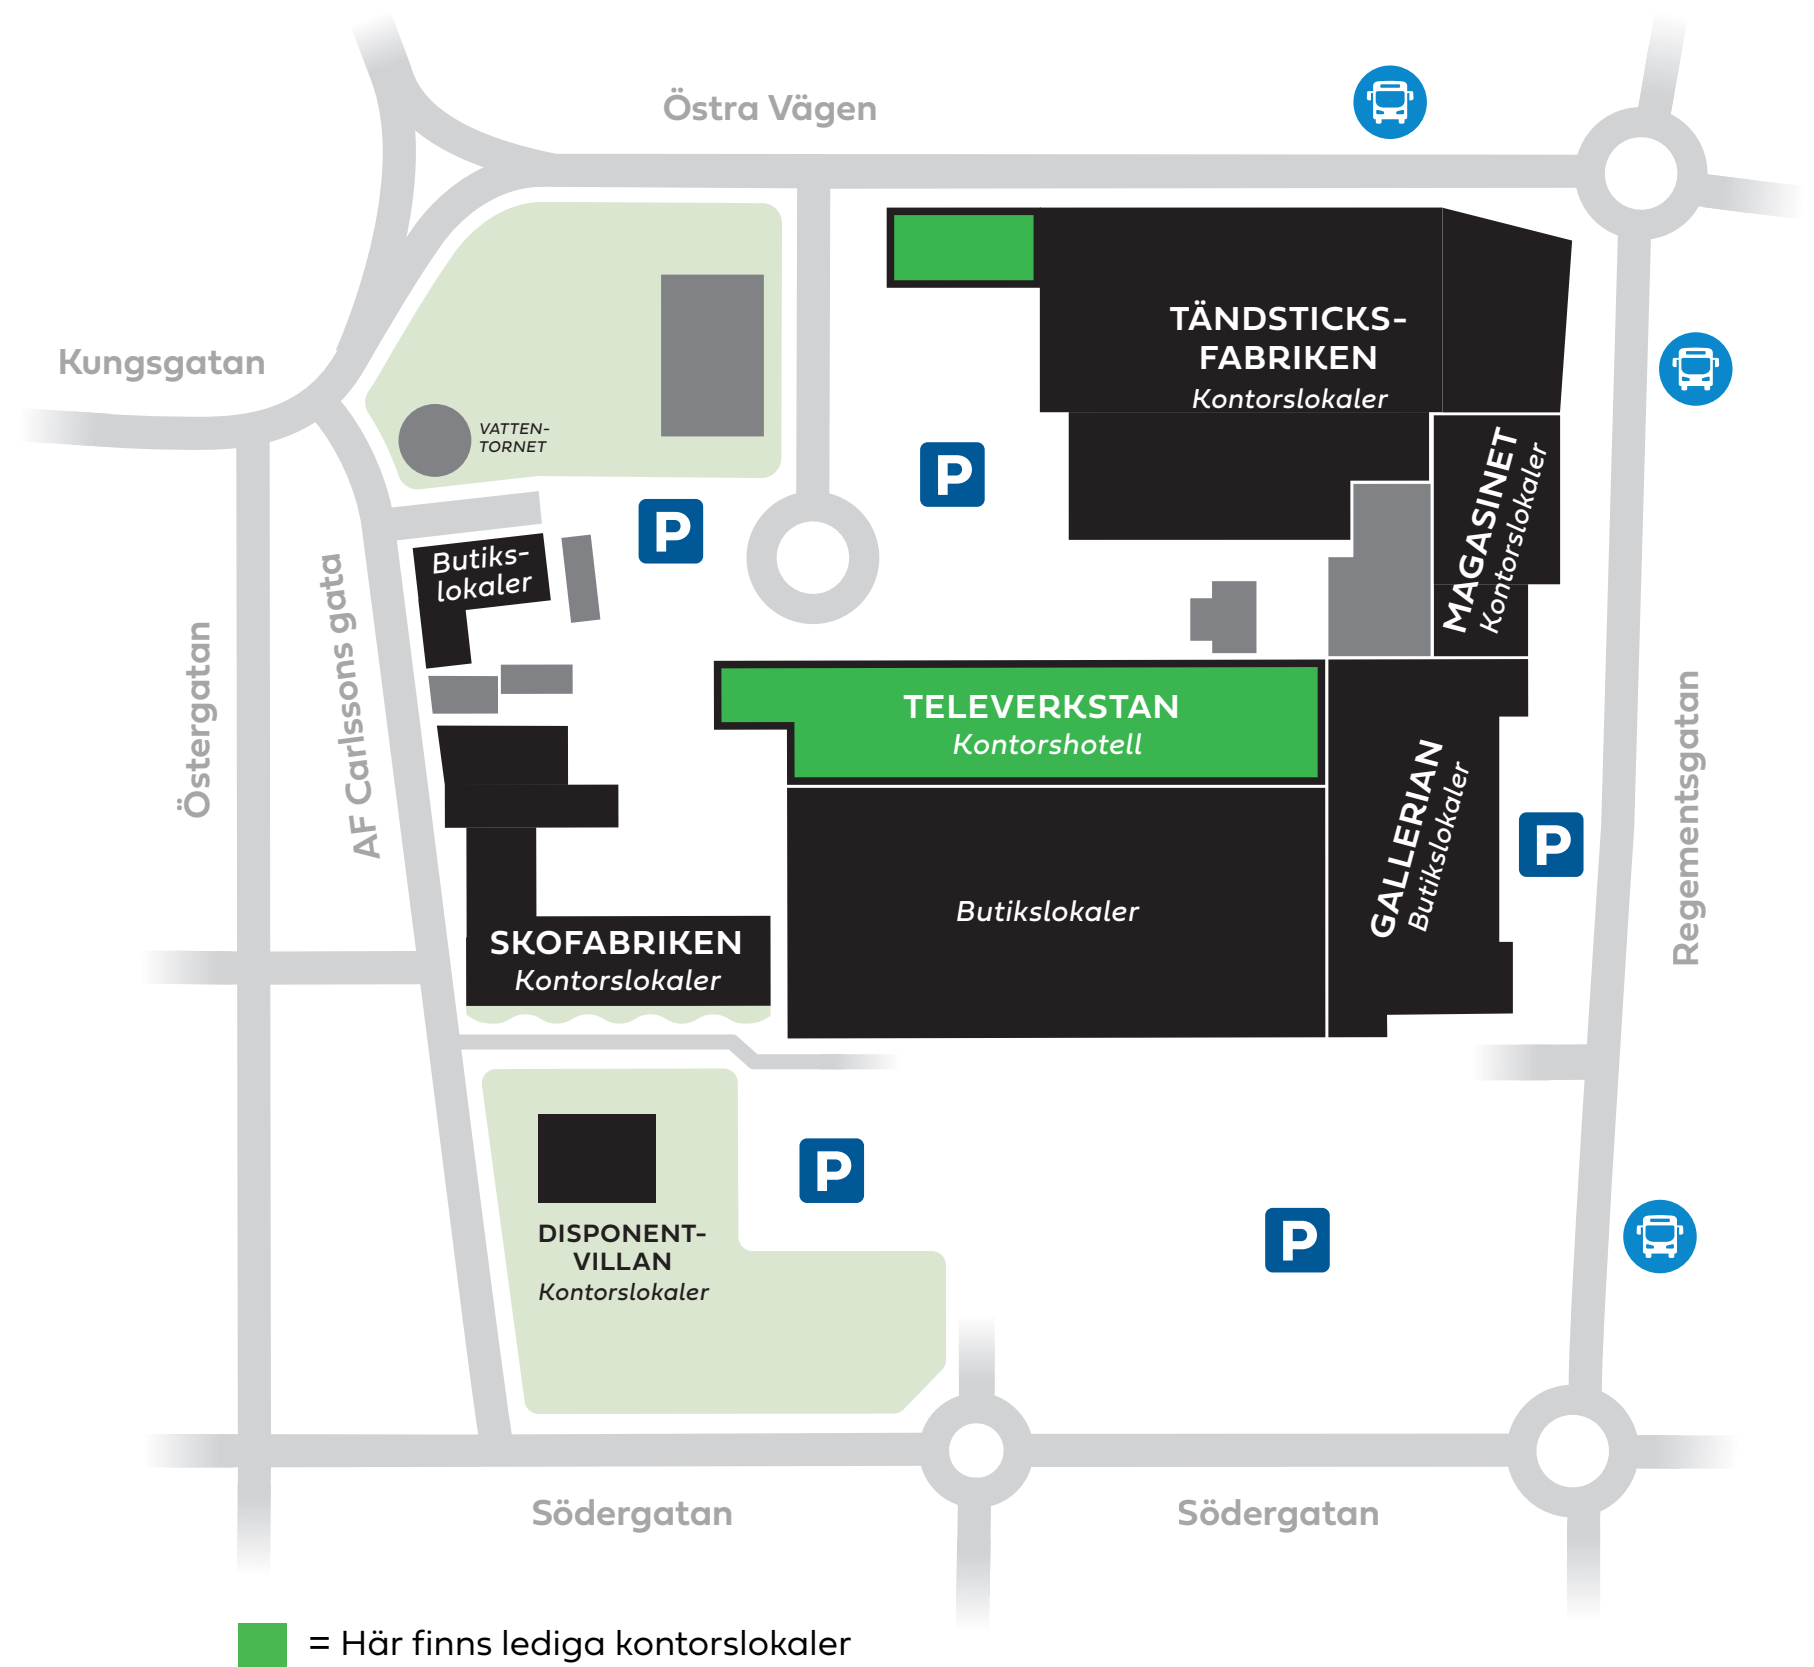 Östra Vägen
Kungsgatan
TÄNDSTICKS-
FABRIKEN
Kontorslokaler
VATTEN-
TORNET
P
P
MAGASINET
Kontorslokaler
Butiks-
lokaler
Östergatan
AF Carlssons gata
TELEVERKSTAN
Kontorshotell
GALLERIAN
Butikslokaler
P
Regementsgatan
Butikslokaler
SKOFABRIKEN
Kontorslokaler
P
P
DISPONENT-
VILLAN
Kontorslokaler
Södergatan
Södergatan
= Här finns lediga kontorslokaler